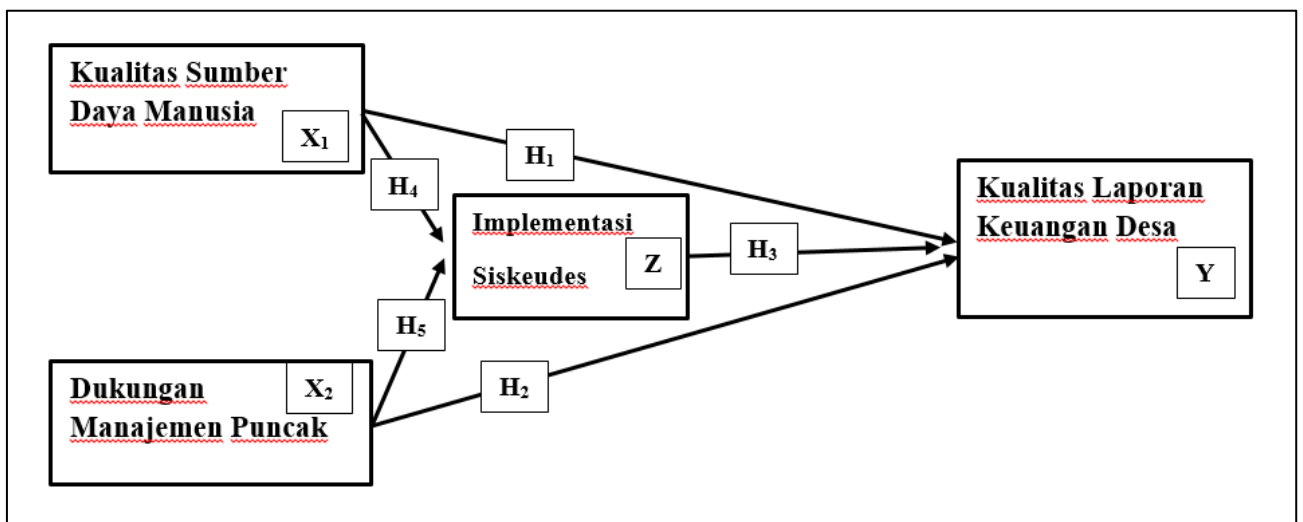 Kualitas Sumber
Daya Manusia
X₁
H₁
H₄
Implementasi
Siskeudes
Z
H₃
Kualitas Laporan
Keuangan Desa
Y
H₅
Dukungan
Manajemen Puncak
X₂
H₂